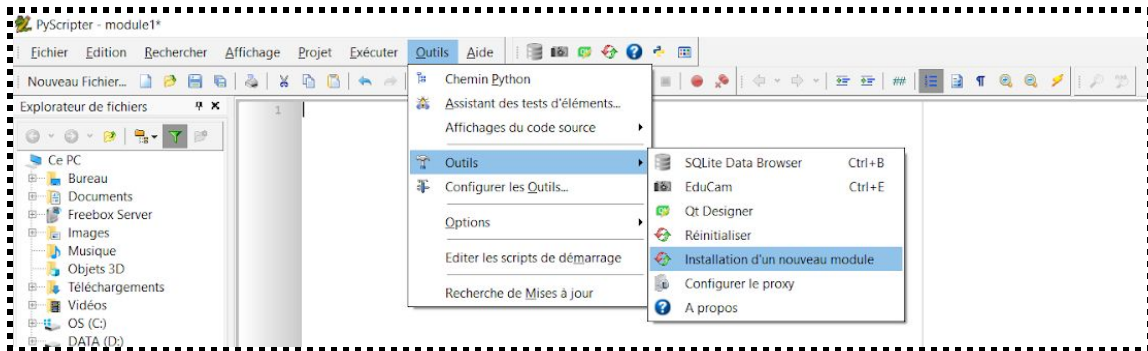 PyScripter - module1*
Fichier Edition Rechercher Affichage Projet Exécuter Outils Aide
Nouveau Fichier...
Explorateur de fichiers
1
Ce PC
Bureau
Documents
Freebox Server
Images
Musique
Objets 3D
Téléchargements
Vidéos
OS (C:)
DATA (D:)
Chemin Python
Assistant des tests d'éléments...
Affichages du code source
Outils
Configurer les Outils...
Options
Editer les scripts de démarrage
Recherche de Mises à jour
SQLite Data Browser Ctrl+B
EduCam Ctrl+E
Qt Designer
Réinitialiser
Installation d'un nouveau module
Configurer le proxy
A propos